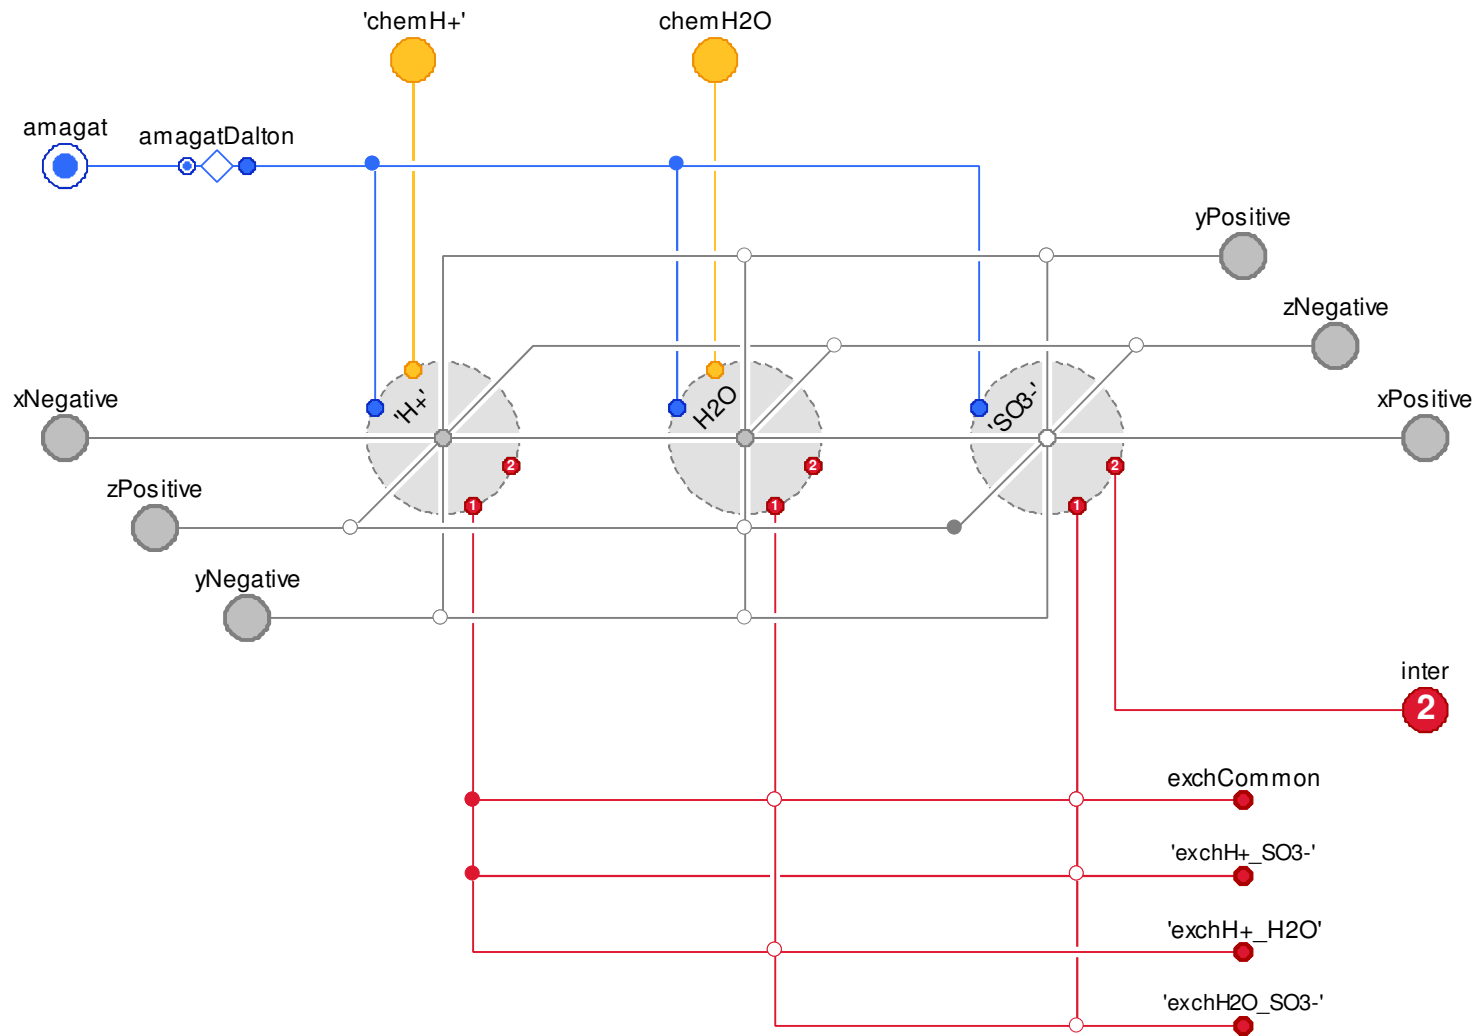 'chemH+'
chemH2O
amagat
amagatDalton
yPositive
zNegative
xNegative
'H+'
H2O
'SO3-'
xPositive
2
2
2
zPositive
1
1
1
yNegative
inter
2
exchCommon
'exchH+_SO3-'
'exchH+_H2O'
'exchH2O_SO3-'